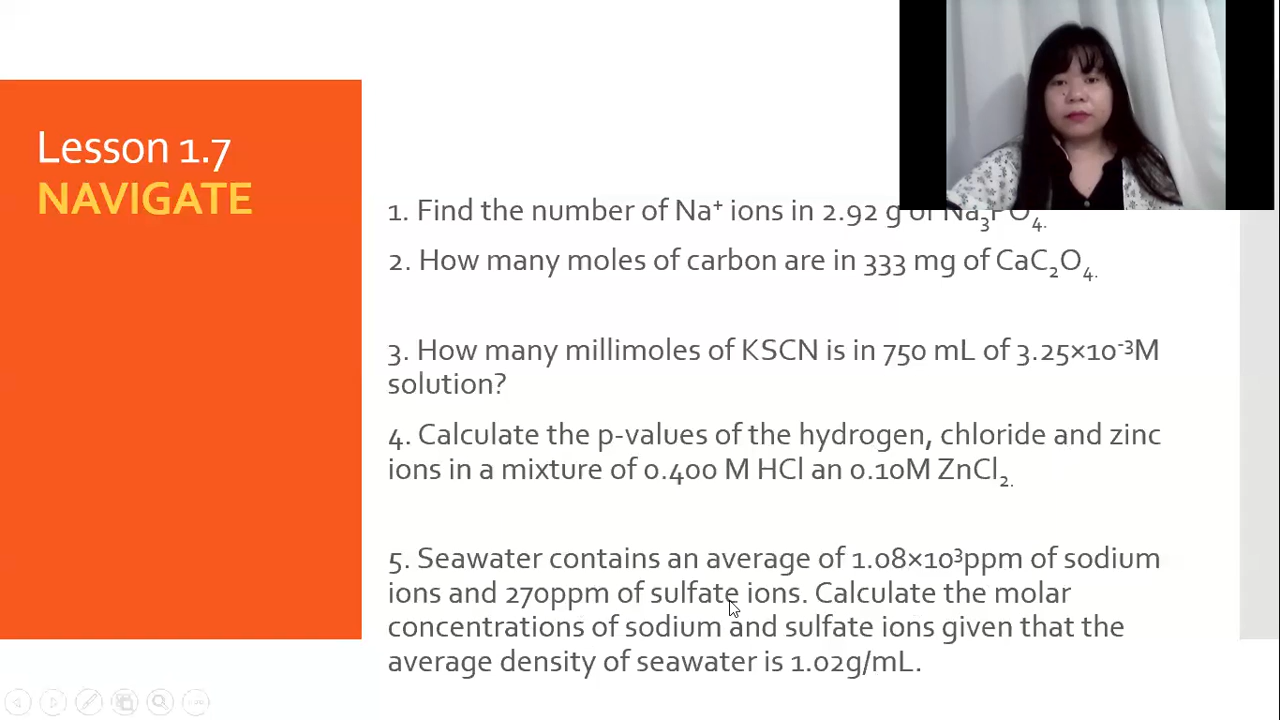 Lesson 1.7
NAVIGATE
1. Find the number of Na⁺ ions in 2.92 g of Na₃PO₄.
2. How many moles of carbon are in 333 mg of CaC₂O₄.
3. How many millimoles of KSCN is in 750 mL of 3.25×10⁻³M
solution?
4. Calculate the p-values of the hydrogen, chloride and zinc
ions in a mixture of 0.400 M HCl an 0.10M ZnCl₂.
5. Seawater contains an average of 1.08×10³ppm of sodium
ions and 270ppm of sulfate ions. Calculate the molar
concentrations of sodium and sulfate ions given that the
average density of seawater is 1.02g/mL.